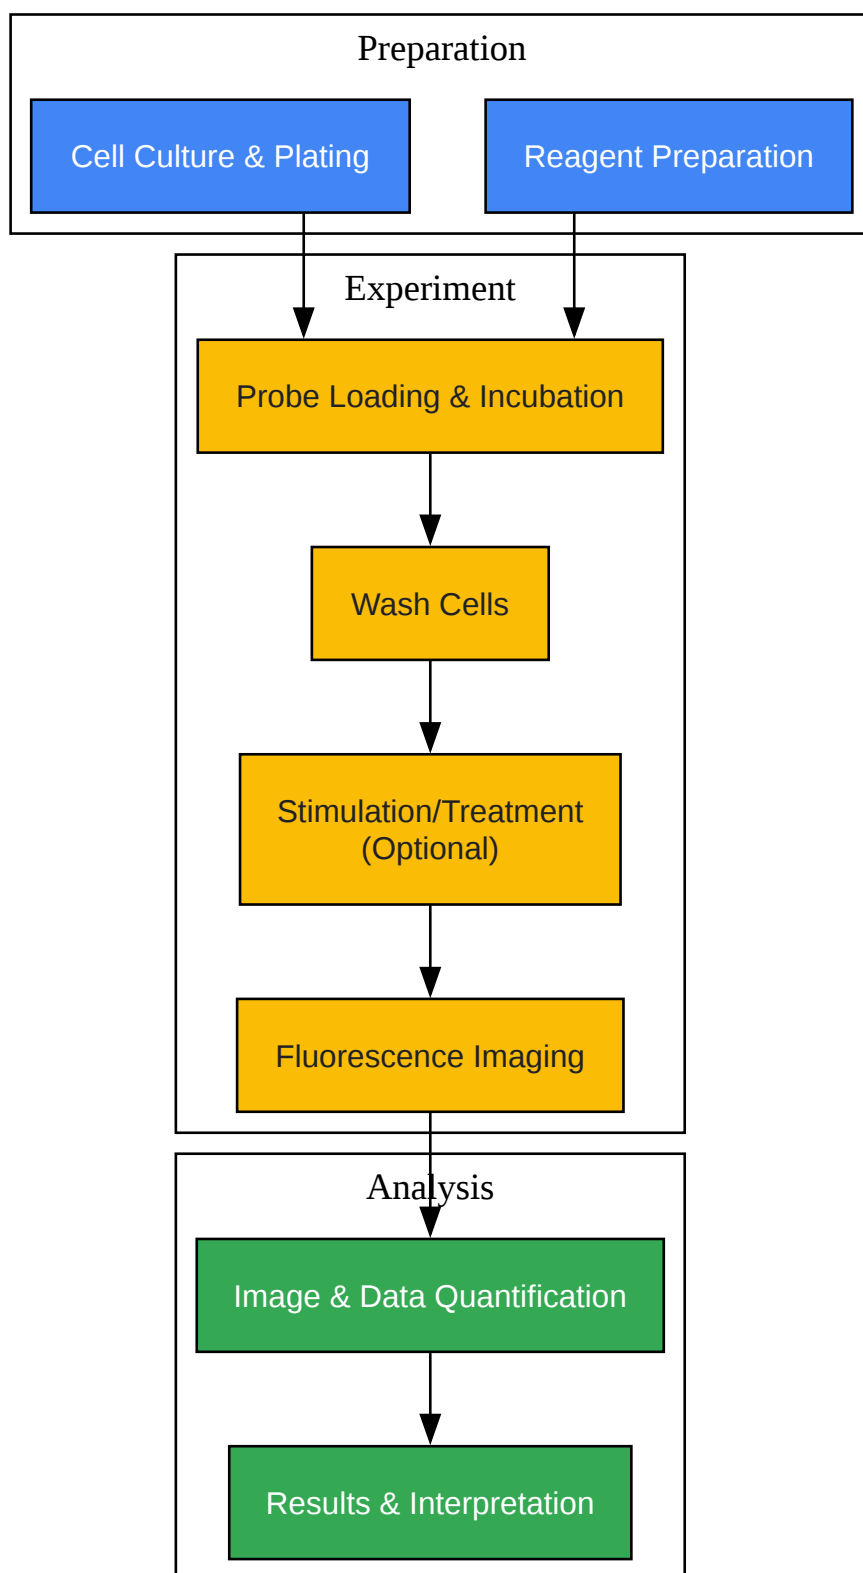 Preparation
Cell Culture & Plating
Reagent Preparation
Experiment
Probe Loading & Incubation
Wash Cells
Stimulation/Treatment
(Optional)
Fluorescence Imaging
Analysis
Image & Data Quantification
Results & Interpretation